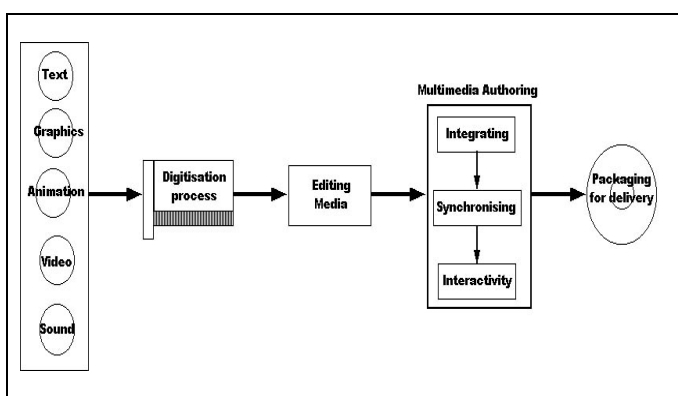 Text
Graphics
Animation
Video
Sound
Digitisation
process
Editing
Media
Multimedia Authoring
Integrating
Synchronising
Interactivity
Packaging
for delivery